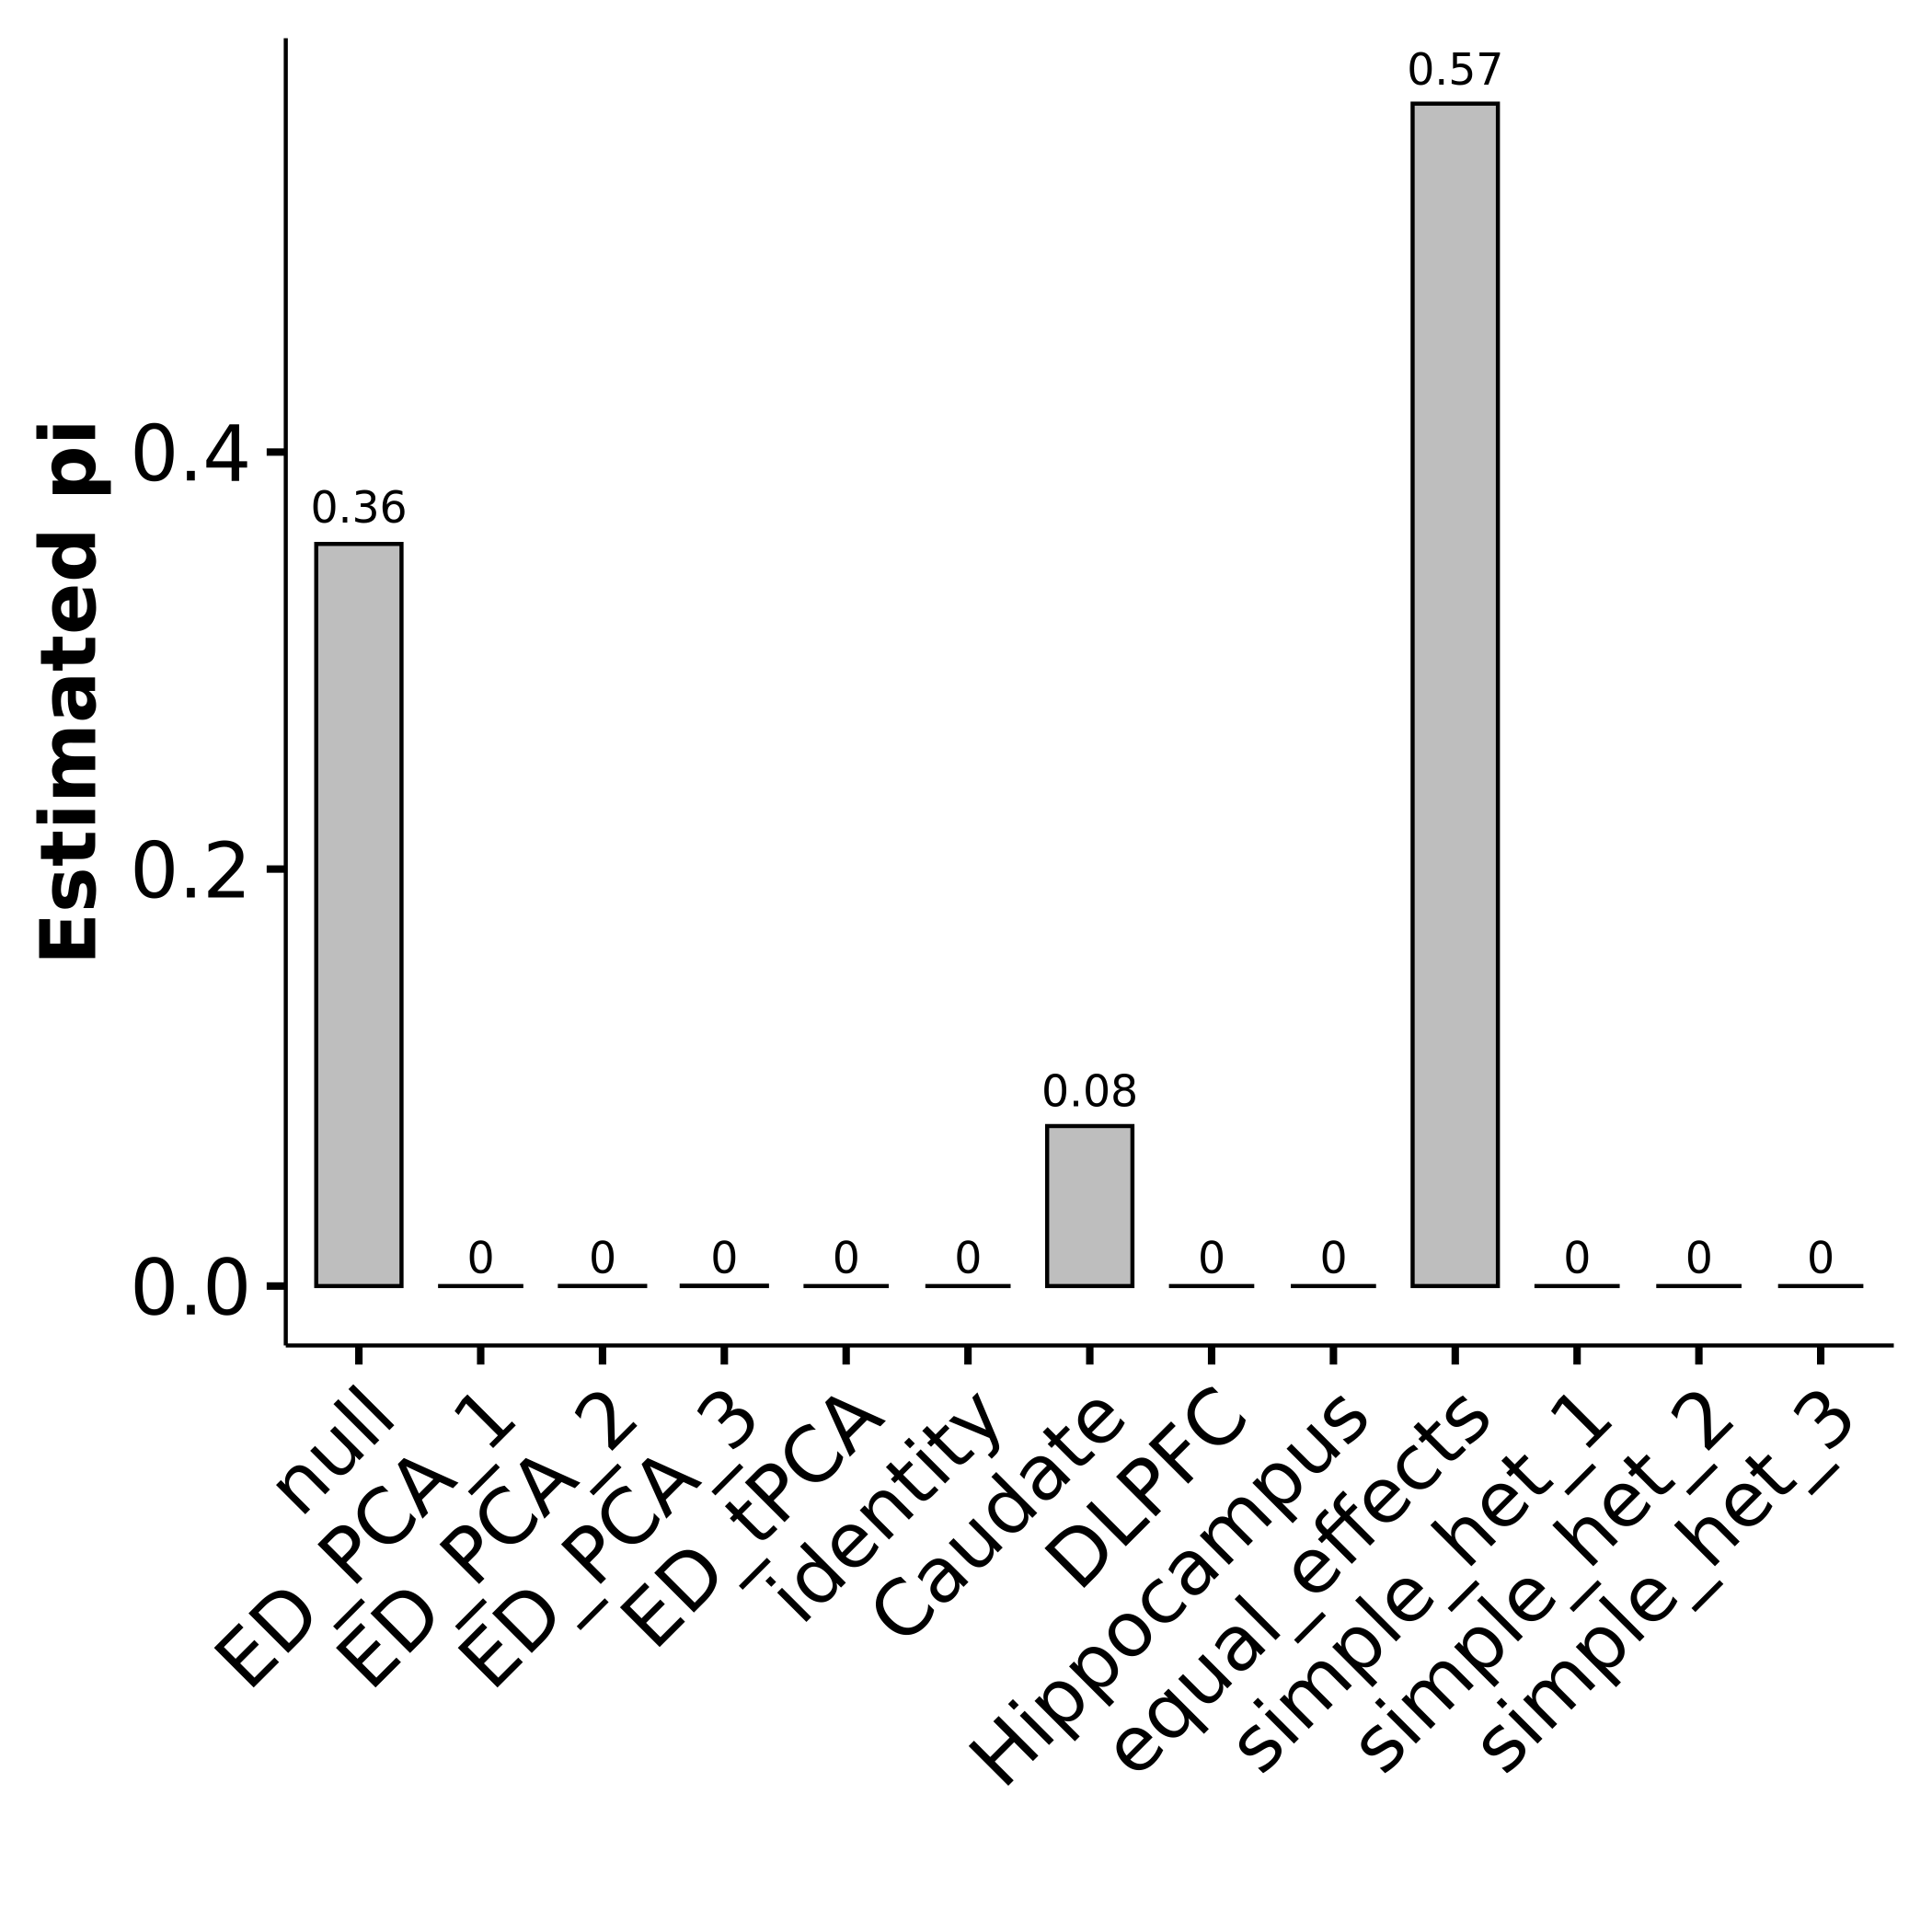 Estimated pi
0.4
0.2
0.0
0.36
0
0
0
0
0
0.08
0
0
0.57
0
0
0
null
ED_PCA_1
ED_PCA_2
ED_PCA_3
ED_tPCA
identity
Caudate
DLPFC
Hippocampus
equal_effects
simple_het_1
simple_het_2
simple_het_3